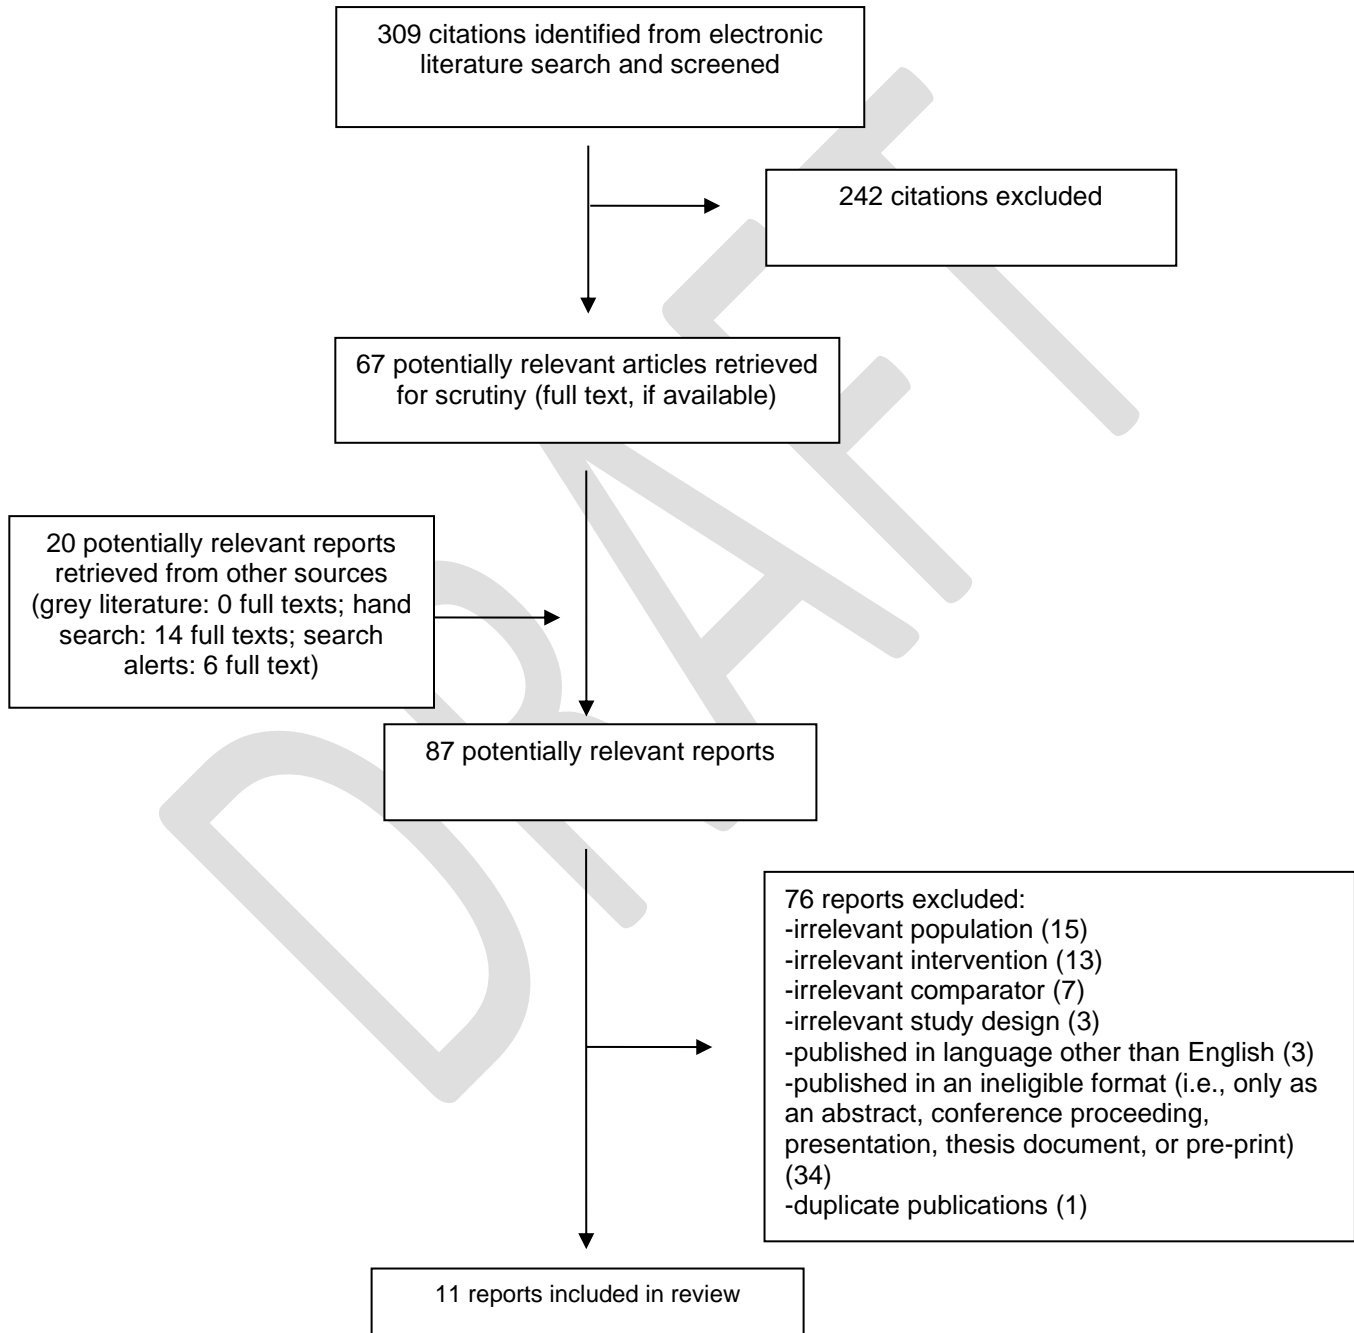 309 citations identified from electronic
literature search and screened
242 citations excluded
67 potentially relevant articles retrieved
for scrutiny (full text, if available)
20 potentially relevant reports
retrieved from other sources
(grey literature: 0 full texts; hand
search: 14 full texts; search
alerts: 6 full text)
87 potentially relevant reports
76 reports excluded:
-irrelevant population (15)
-irrelevant intervention (13)
-irrelevant comparator (7)
-irrelevant study design (3)
-published in language other than English (3)
-published in an ineligible format (i.e., only as
an abstract, conference proceeding,
presentation, thesis document, or pre-print)
(34)
-duplicate publications (1)
11 reports included in review
DRAFT